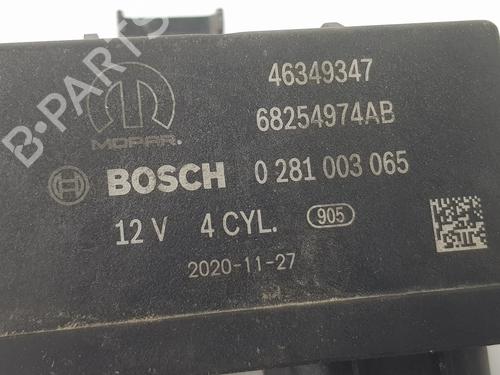 B-PARTS
46349347
68254974AB
MOPAR.
BOSCH 0 281 003 065
12 V 4 CYL. 905
2020-11-27